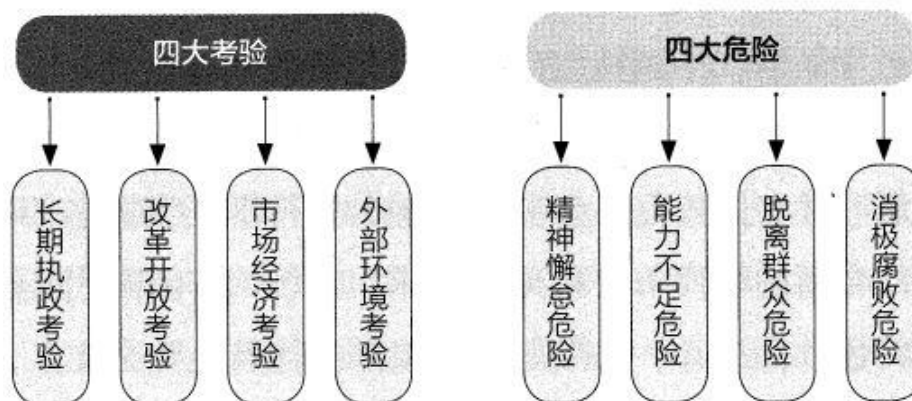 四大考验
长期执政考验
改革开放考验
市场经济考验
外部环境考验
四大危险
精神懈怠危险
能力不足危险
脱离群众危险
消极腐败危险